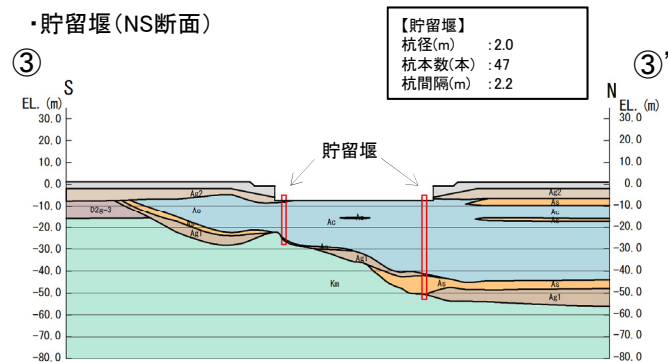 ・貯留堰（NS断面）
【貯留堰】
杭径(m) :2.0
杭本数(本) :47
杭間隔(m) :2.2
③ ③’
S N
EL. (m) EL. (m)
貯留堰
30.0 30.0
20.0 20.0
10.0 10.0
0.0 0.0
Ag2 Ag2
-10.0 D2g-3 As -10.0
Ac As Ac
Ac As
-20.0 Ag1 -20.0
-30.0 Ag1 -30.0
-40.0 Km As As -40.0
-50.0 Ag1 -50.0
-60.0 -60.0
-70.0 -70.0
-80.0 -80.0